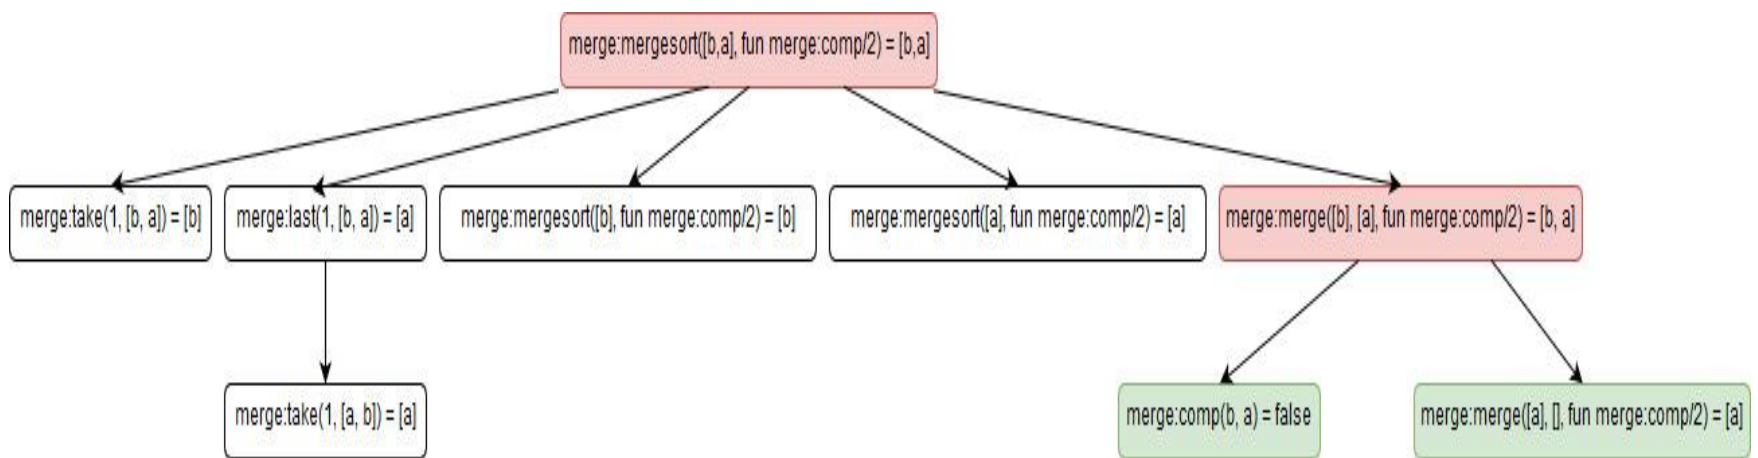 merge:mergesort([b,a], fun merge:comp/2) = [b,a]
merge:take(1, [b, a]) = [b]
merge:last(1, [b, a]) = [a]
merge:mergesort([b], fun merge:comp/2) = [b]
merge:mergesort([a], fun merge:comp/2) = [a]
merge:merge([b], [a], fun merge:comp/2) = [b, a]
merge:take(1, [a, b]) = [a]
merge:comp(b, a) = false
merge:merge([a], [], fun merge:comp/2) = [a]